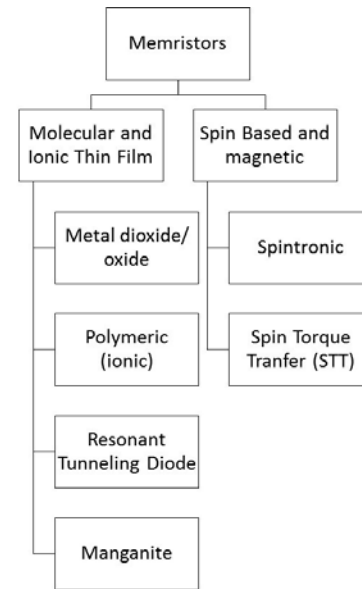 Memristors
Molecular and
Ionic Thin Film
Spin Based and
magnetic
Metal dioxide/
oxide
Spintronic
Polymeric
(ionic)
Spin Torque
Tranfer (STT)
Resonant
Tunneling Diode
Manganite